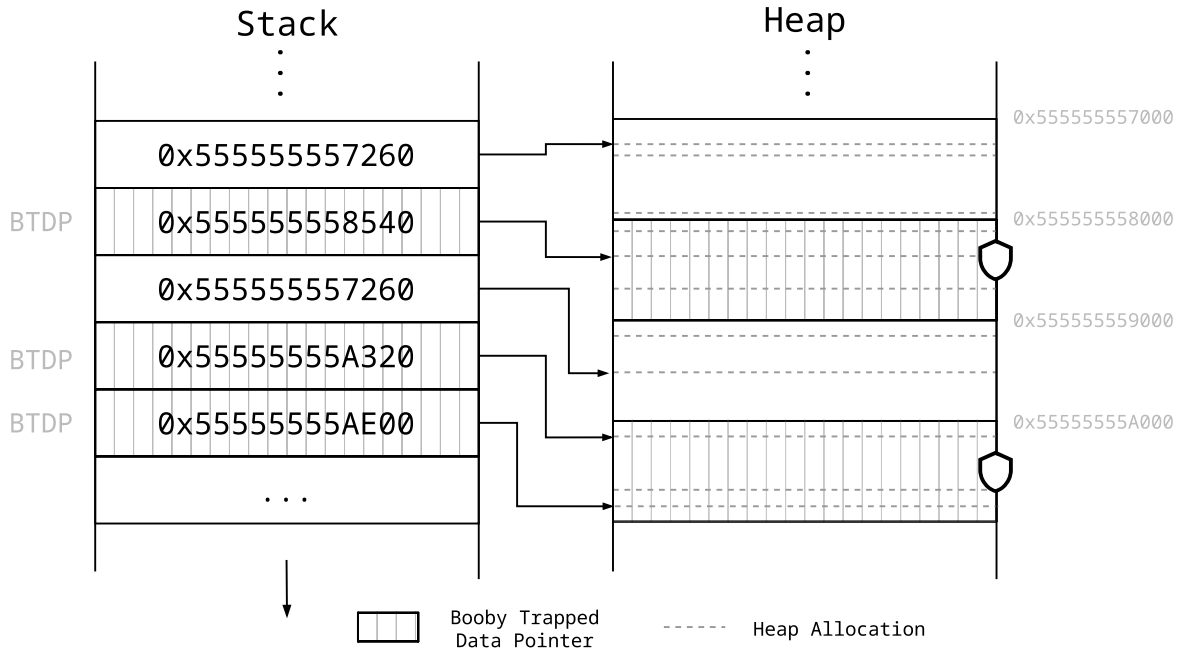 Stack
Heap
0x555555557000
0x555555557260
BTDP
0x555555558540
0x555555558000
0x555555557260
0x555555559000
BTDP
0x55555555A320
BTDP
0x55555555AE00
0x55555555A000
...
Booby Trapped
Data Pointer
Heap Allocation